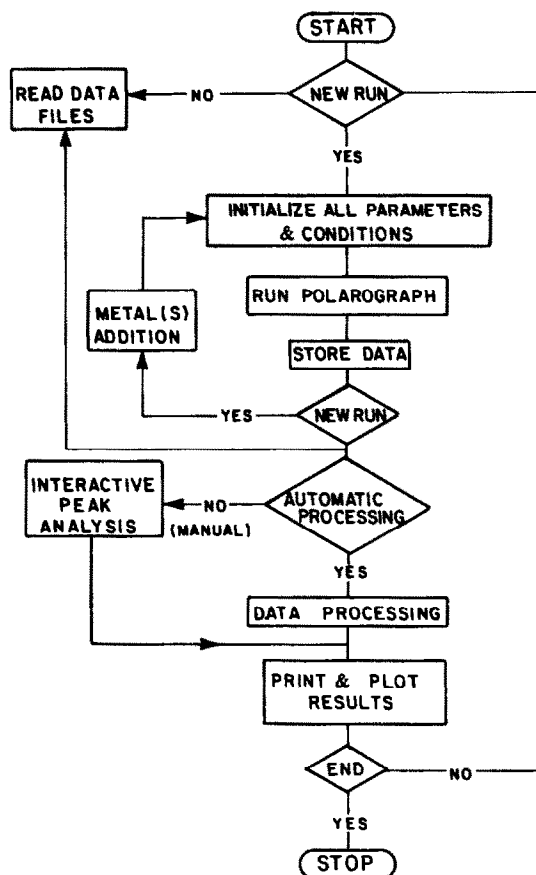 START
READ DATA
FILES
NO
NEW RUN
YES
INITIALIZE ALL PARAMETERS
& CONDITIONS
METAL(S)
ADDITION
RUN POLAROGRAPH
STORE DATA
YES
NEW RUN
INTERACTIVE
PEAK
ANALYSIS
NO
(MANUAL)
AUTOMATIC
PROCESSING
YES
DATA PROCESSING
PRINT & PLOT
RESULTS
END
NO
YES
STOP